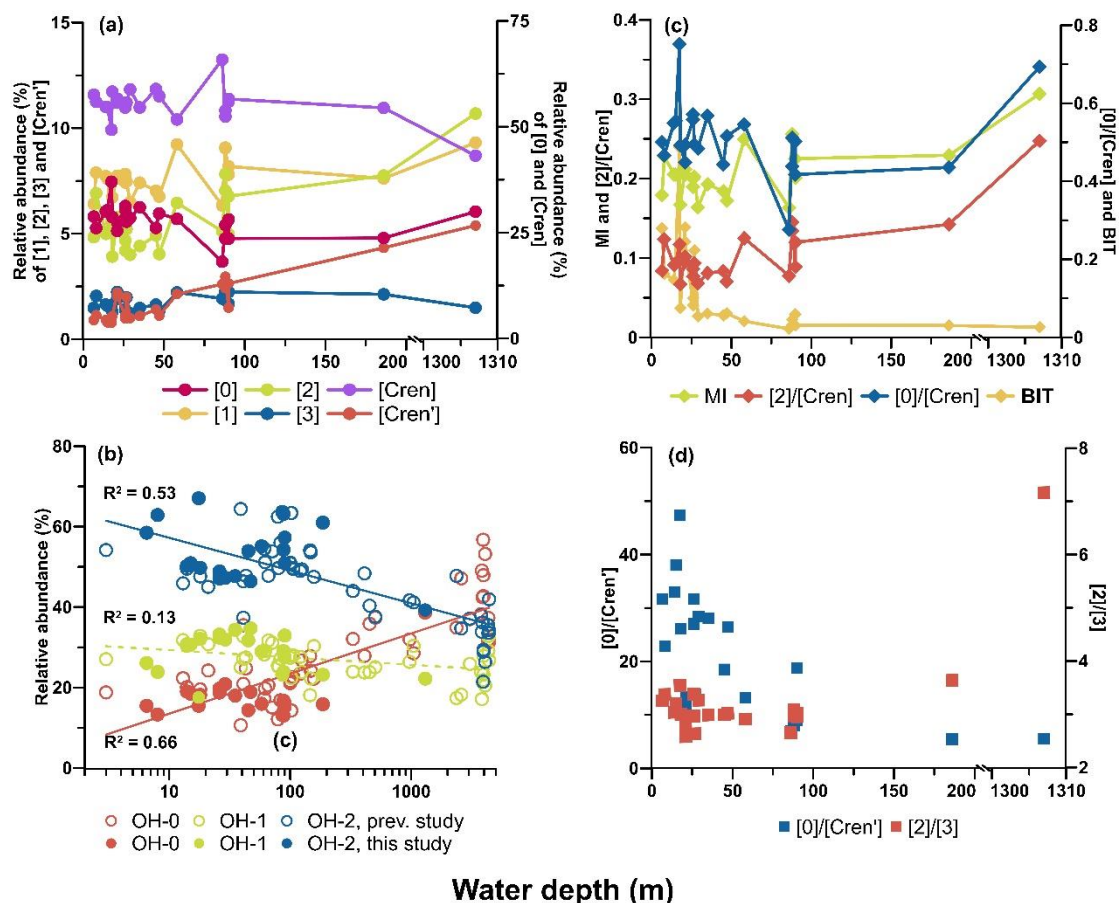 (a)
15
10
5
0
75
50
25
0
Relative abundance (%)
of [1], [2], [3] and [Cren']
Relative abundance
of [0] and [Cren] (%)
0 50 100 150 200 1300 1310
[0] [2] [Cren]
[1] [3] [Cren']
(c)
0.4
0.3
0.2
0.1
0.0
0.8
0.6
0.4
0.2
0.0
MI and [2]/[Cren]
[0]/[Cren] and BIT
0 50 100 150 200 1300 1310
MI [2]/[Cren] [0]/[Cren] BIT
(b)
80
60
40
20
0
Relative abundance (%)
R² = 0.53
R² = 0.13
R² = 0.66
(c)
10 100 1000
OH-0 OH-1 OH-2, prev. study
OH-0 OH-1 OH-2, this study
(d)
60
40
20
0
8
6
4
2
[0]/[Cren']
[2]/[3]
0 50 100 150 200 1300 1310
[0]/[Cren'] [2]/[3]
Water depth (m)